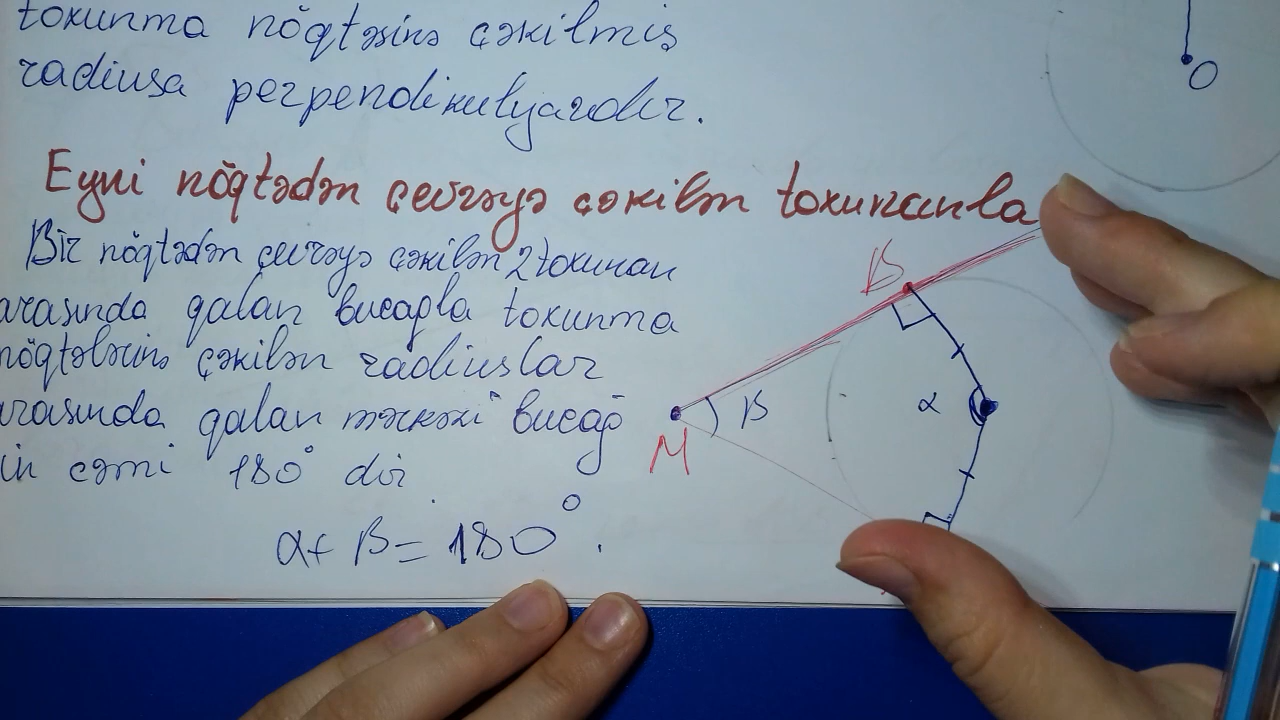 toxunma nöqtəsinə çəkilmiş
radiusa perpendikulyardır.
Eyni nöqtədən çevrəyə çəkilən toxunanla
Bir nöqtədən çevrəyə çəkilən 2 toxunan
arasında qalan bucaqla toxunma
nöqtələrinə çəkilən radiuslar
arasında qalan mərkəzi bucağ
ın cəmi 180° dir
α+β=180°.
O
B
β
α
M